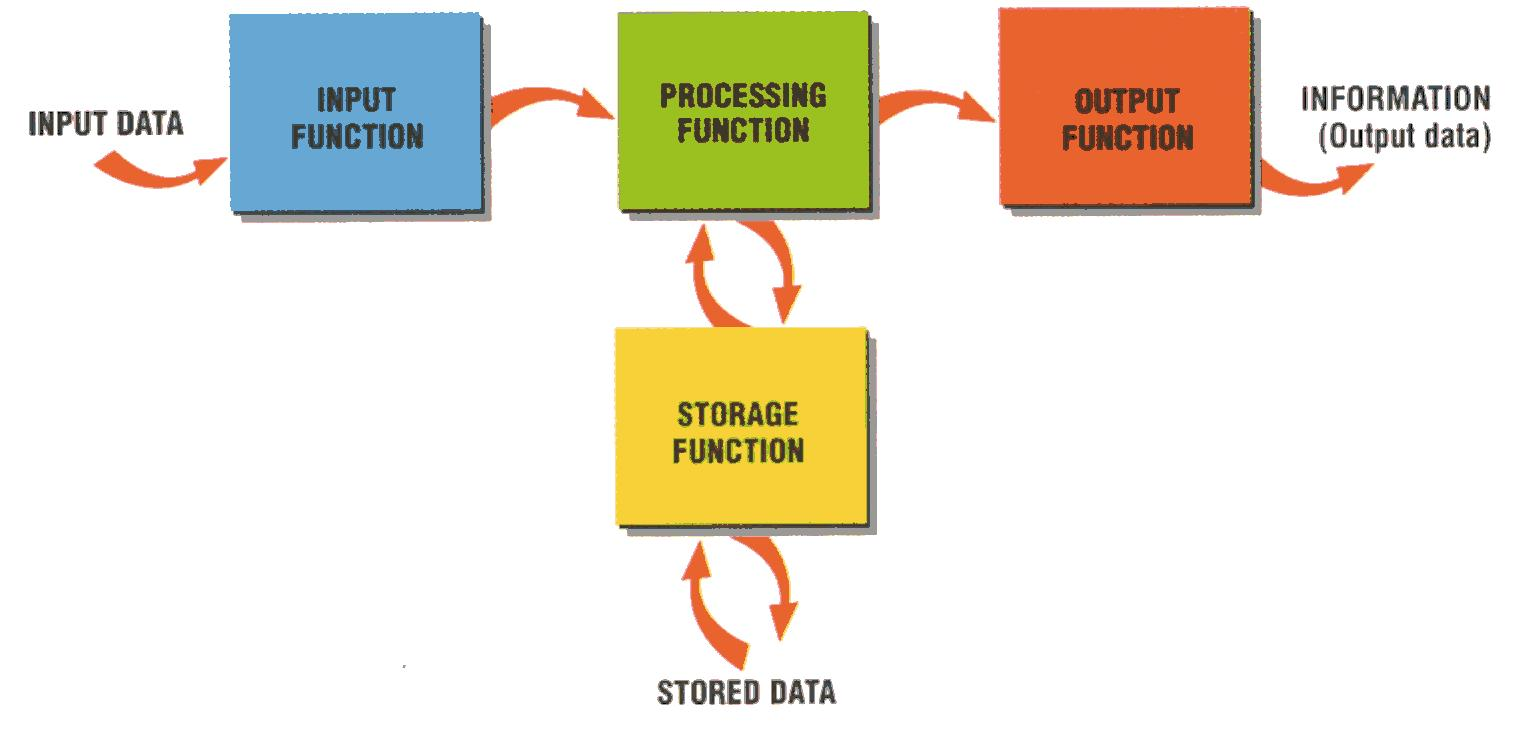 INPUT DATA
INPUT
FUNCTION
PROCESSING
FUNCTION
OUTPUT
FUNCTION
INFORMATION
(Output data)
STORAGE
FUNCTION
STORED DATA